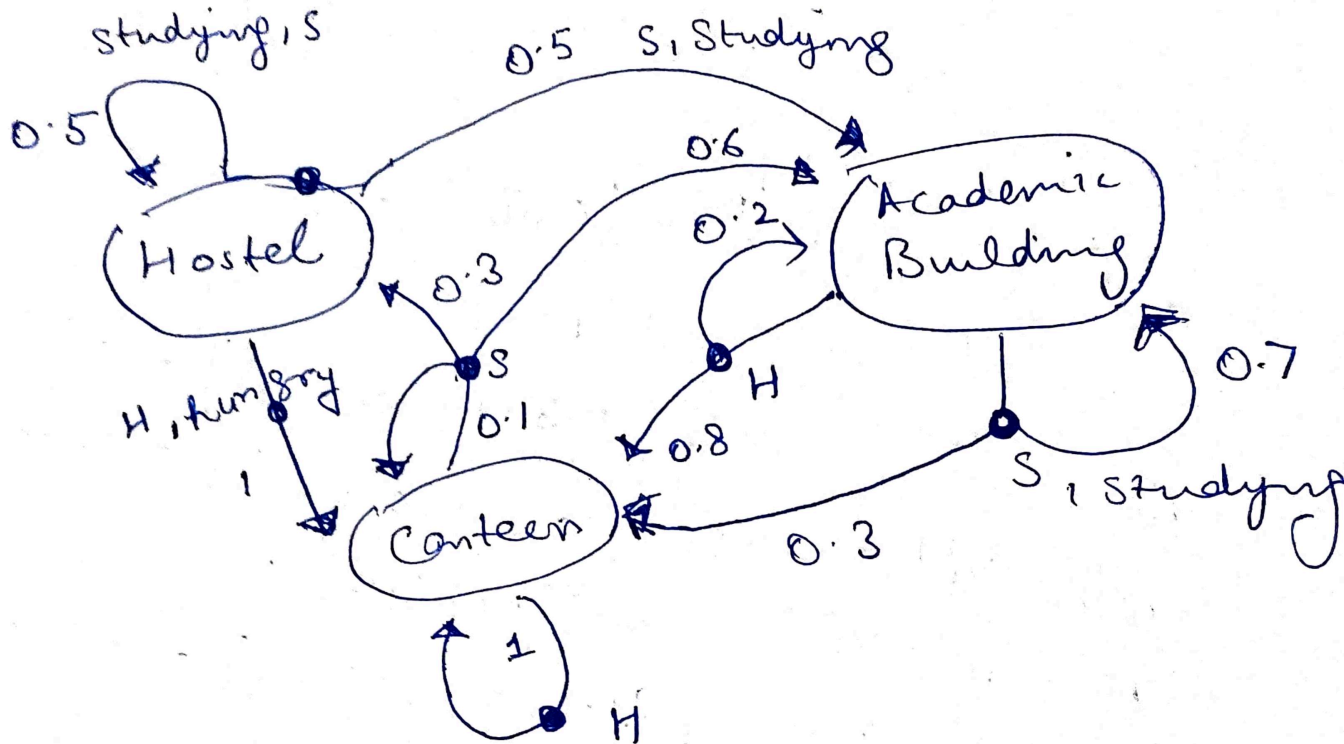 Studying, S
0.5
0.5
S, Studying
0.6
Academic
Building
0.2
Hostel
0.3
S
H
0.7
H, hungry
0.1
0.8
S, Studying
1
Canteen
0.3
1
H